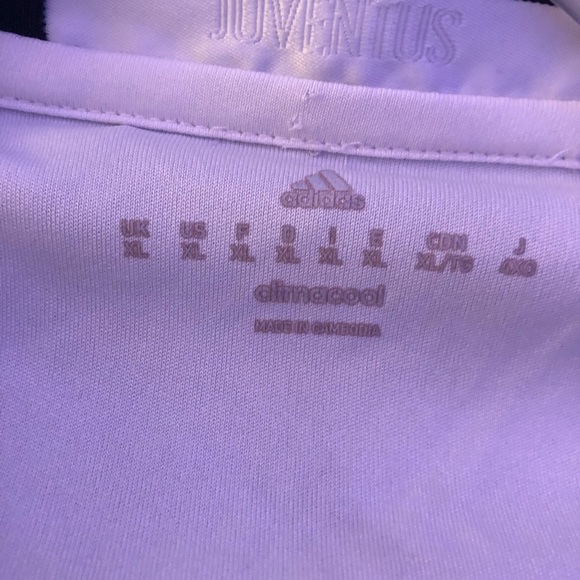 JUVENTUS
adidas
UK US F D I E CDN J
XL XL XL XL XL XL XL/TG 4XO
climacool
MADE IN CAMBODIA